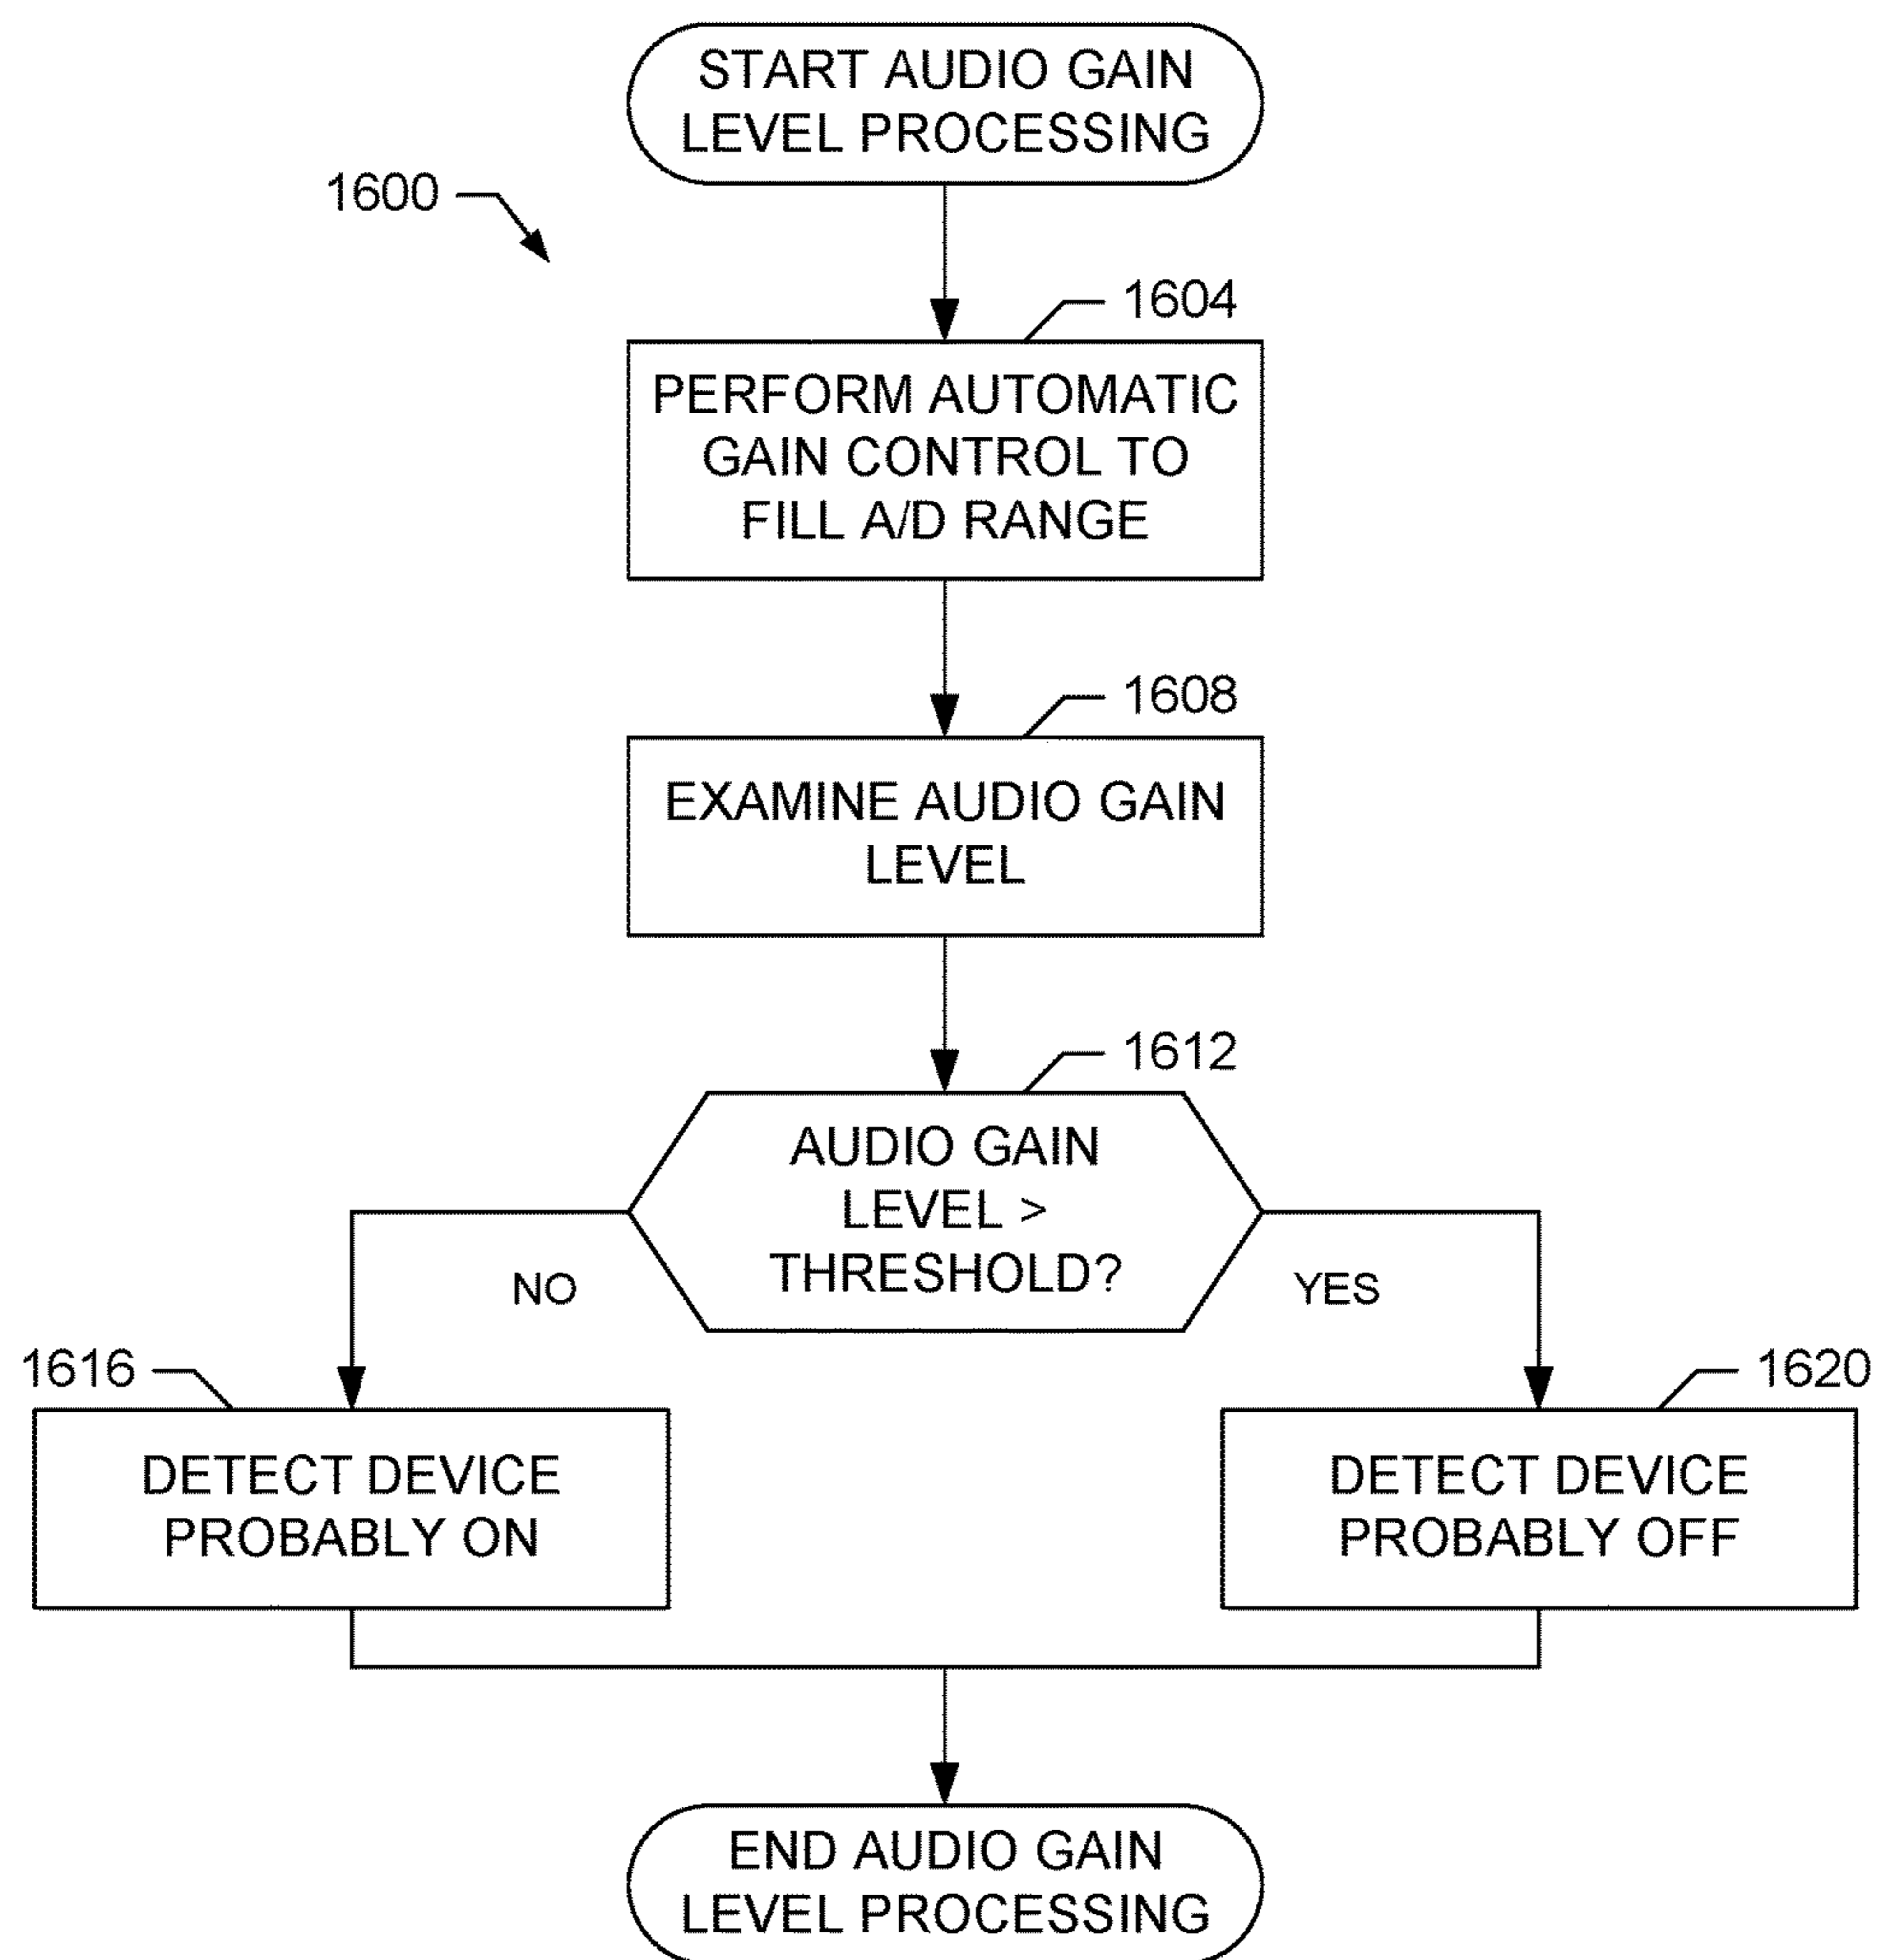 START AUDIO GAIN
LEVEL PROCESSING
1600
1604
PERFORM AUTOMATIC
GAIN CONTROL TO
FILL A/D RANGE
1608
EXAMINE AUDIO GAIN
LEVEL
1612
AUDIO GAIN
LEVEL >
THRESHOLD?
NO
YES
1616
1620
DETECT DEVICE
PROBABLY ON
DETECT DEVICE
PROBABLY OFF
END AUDIO GAIN
LEVEL PROCESSING